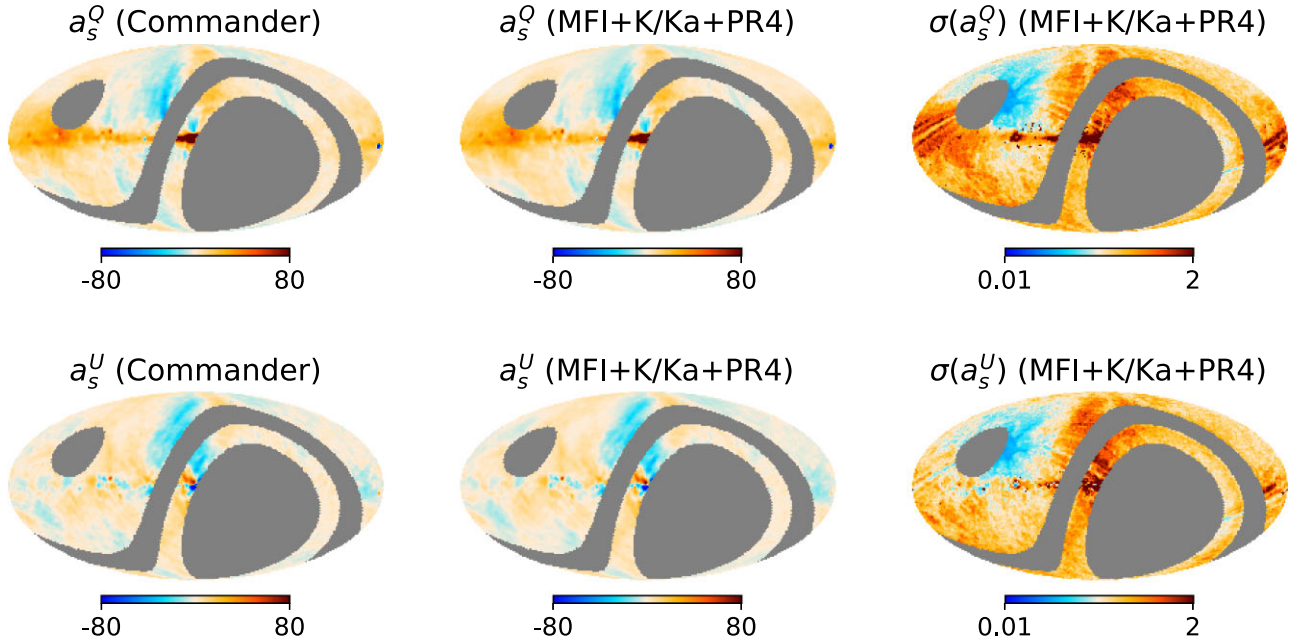 a_s^Q (Commander)
a_s^Q (MFI+K/Ka+PR4)
σ(a_s^Q) (MFI+K/Ka+PR4)
-80 80
-80 80
0.01 2
a_s^U (Commander)
a_s^U (MFI+K/Ka+PR4)
σ(a_s^U) (MFI+K/Ka+PR4)
-80 80
-80 80
0.01 2